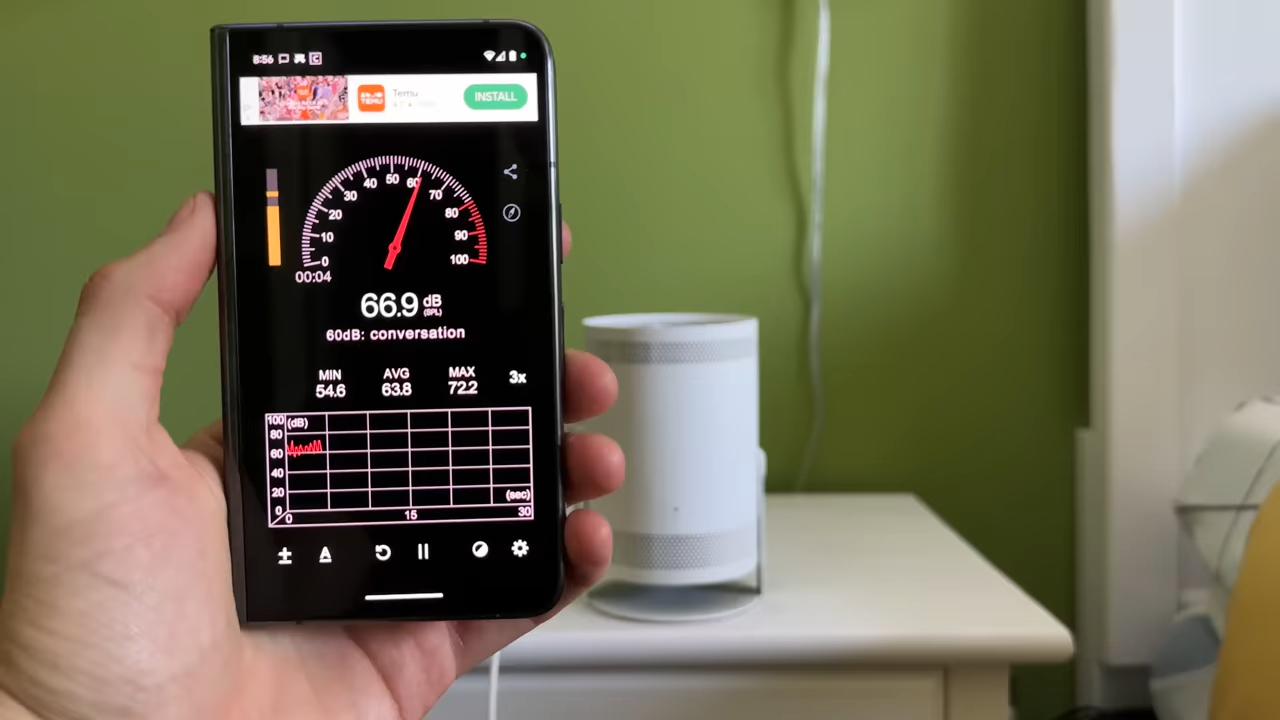 8:56
Temu
TEMU
INSTALL
0 10 20 30 40 50 60 70 80 90 100
00:04
66.9 dB
(SPL)
60dB: conversation
MIN AVG MAX 3x
54.6 63.8 72.2
100 (dB)
80
60
40
20
0 (sec)
0 15 30
A